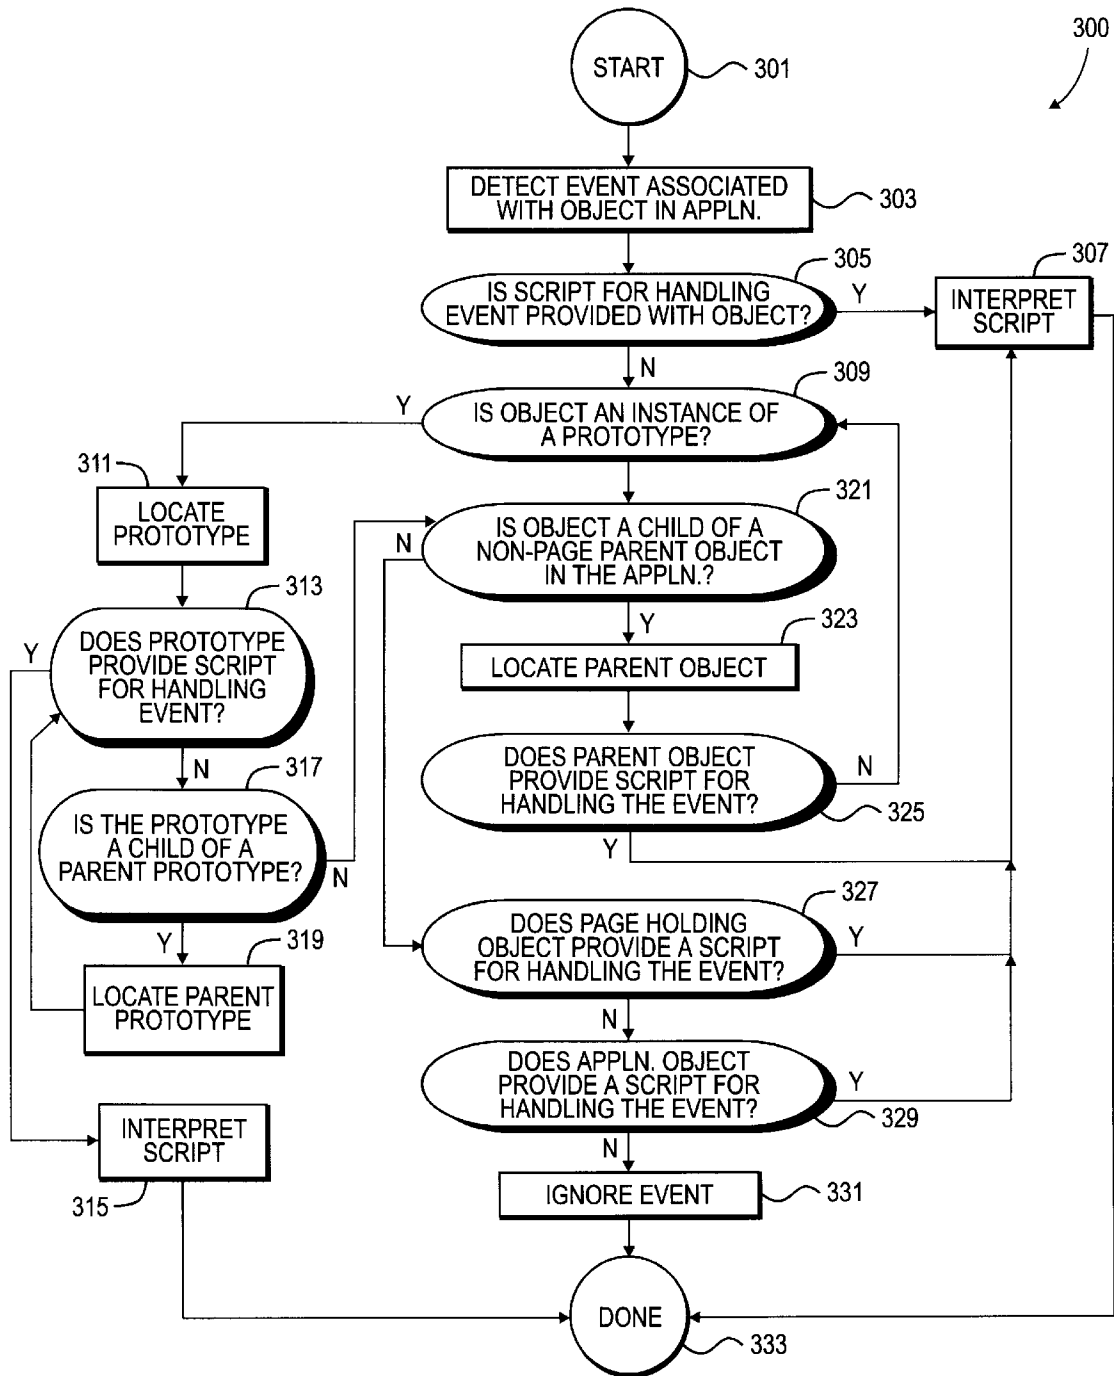 300
START
301
DETECT EVENT ASSOCIATED
WITH OBJECT IN APPLN.
303
305
IS SCRIPT FOR HANDLING
EVENT PROVIDED WITH OBJECT?
Y
307
INTERPRET
SCRIPT
N
309
Y
IS OBJECT AN INSTANCE OF
A PROTOTYPE?
311
LOCATE
PROTOTYPE
321
N
IS OBJECT A CHILD OF A
NON-PAGE PARENT OBJECT
IN THE APPLN.?
313
Y
DOES PROTOTYPE
PROVIDE SCRIPT
FOR HANDLING
EVENT?
Y
323
LOCATE PARENT OBJECT
N
317
DOES PARENT OBJECT
PROVIDE SCRIPT FOR
HANDLING THE EVENT?
N
325
Y
IS THE PROTOTYPE
A CHILD OF A
PARENT PROTOTYPE?
N
Y
319
LOCATE PARENT
PROTOTYPE
327
DOES PAGE HOLDING
OBJECT PROVIDE A SCRIPT
FOR HANDLING THE EVENT?
Y
N
DOES APPLN. OBJECT
PROVIDE A SCRIPT FOR
HANDLING THE EVENT?
Y
329
N
INTERPRET
SCRIPT
315
IGNORE EVENT
331
DONE
333